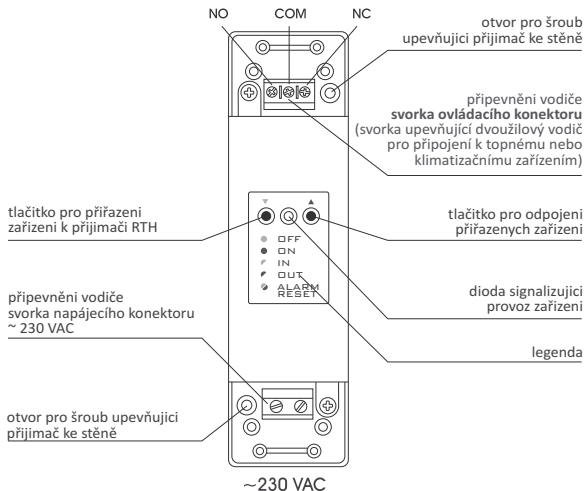 NO COM NC
otvor pro šroub
upevňujici přijimač ke stěně
připevněni vodiče
svorka ovládacího konektoru
(svorka upevňující dvoužilový vodič
pro připojení k topnému nebo
klimatizačnímu zařízením)
tlačitko pro přiřazeni
zařizeni k přijimači RTH
tlačitko pro odpojeni
přiřazenych zařizeni
OFF
ON
IN
OUT
ALARM
RESET
připevněni vodiče
svorka napájecího konektoru
~ 230 VAC
dioda signalizujici
provoz zařizeni
legenda
otvor pro šroub upevňujici
přijimač ke stěně
~230 VAC